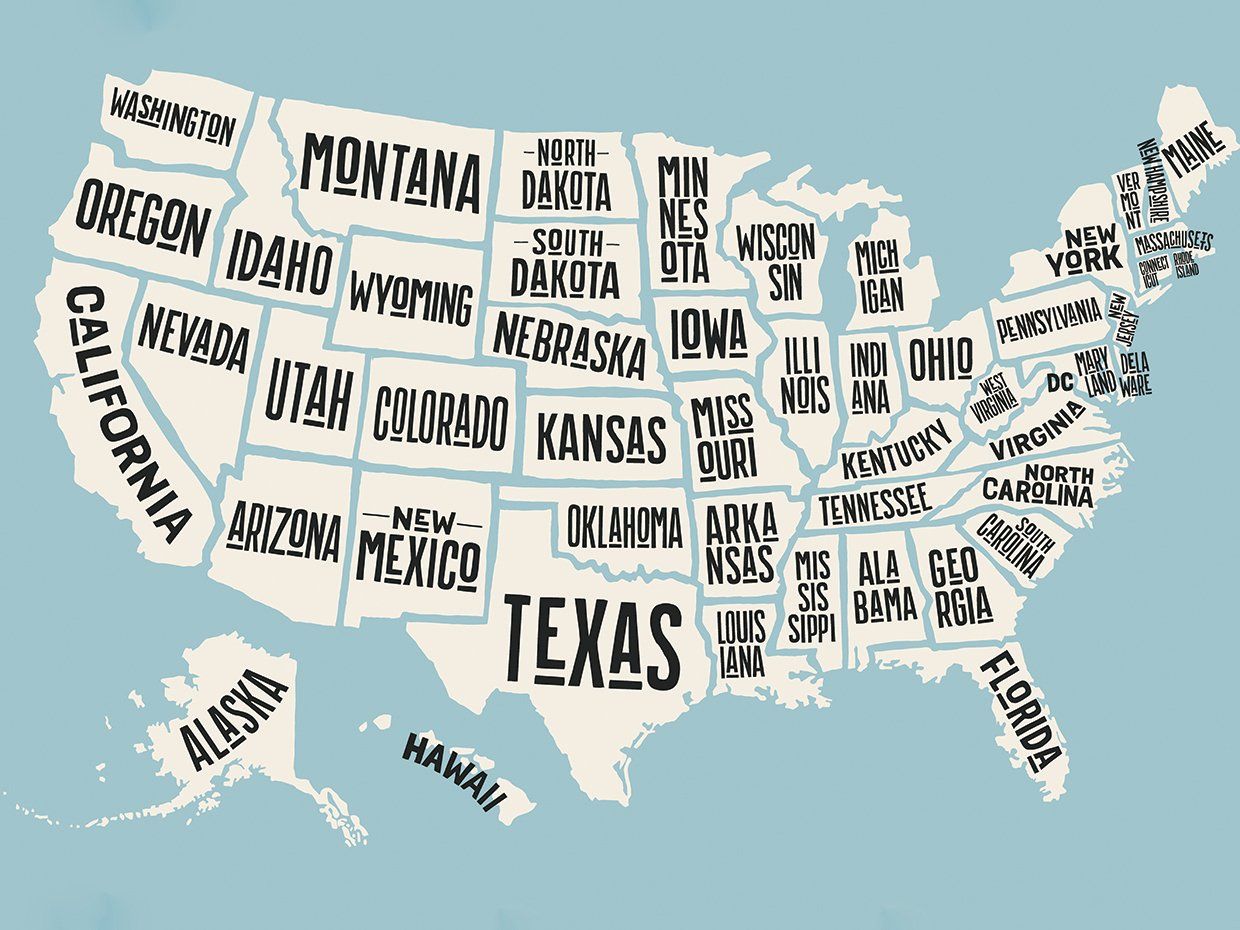 WASHINGTON
OREGON
CALIFORNIA
IDAHO
NEVADA
MONTANA
WYOMING
UTAH
COLORADO
ARIZONA
-NEW-
MEXICO
-NORTH-
DAKOTA
-SOUTH-
DAKOTA
NEBRASKA
KANSAS
OKLAHOMA
TEXAS
MIN
NES
OTA
IOWA
MISS
OURI
ARKA
NSAS
LOUIS
IANA
WISCON
SIN
ILLI
NOIS
MICH
IGAN
INDI
ANA
OHIO
KENTUCKY
TENNESSEE
MIS
SIS
SIPPI
ALA
BAMA
GEO
RGIA
FLORIDA
SOUTH
CAROLINA
NORTH
CAROLINA
VIRGINIA
WEST
VIRGINIA
DC
MARY
LAND
DELA
WARE
PENNSYLVANIA
NEW
JERSEY
NEW
YORK
CONNECT
ICUT
RHODE
ISLAND
MASSACHUSETS
VER
MO
NT
NEW HAMPSHIRE
MAINE
ALASKA
HAWAII